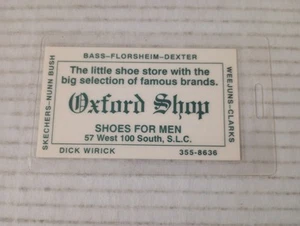 BASS-FLORSHEIM-DEXTER
SKECHERS-NUNN BUSH
The little shoe store with the
big selection of famous brands.
Oxford Shop
SHOES FOR MEN
57 West 100 South, S.L.C.
WEEJUNS-CLARKS
DICK WIRICK 355-8636